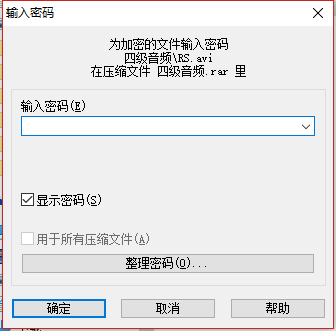 输入密码
为加密的文件输入密码
四级音频\RS.avi
在压缩文件 四级音频.rar 里
输入密码(E)
显示密码(S)
用于所有压缩文件(A)
整理密码(O)...
确定
取消
帮助